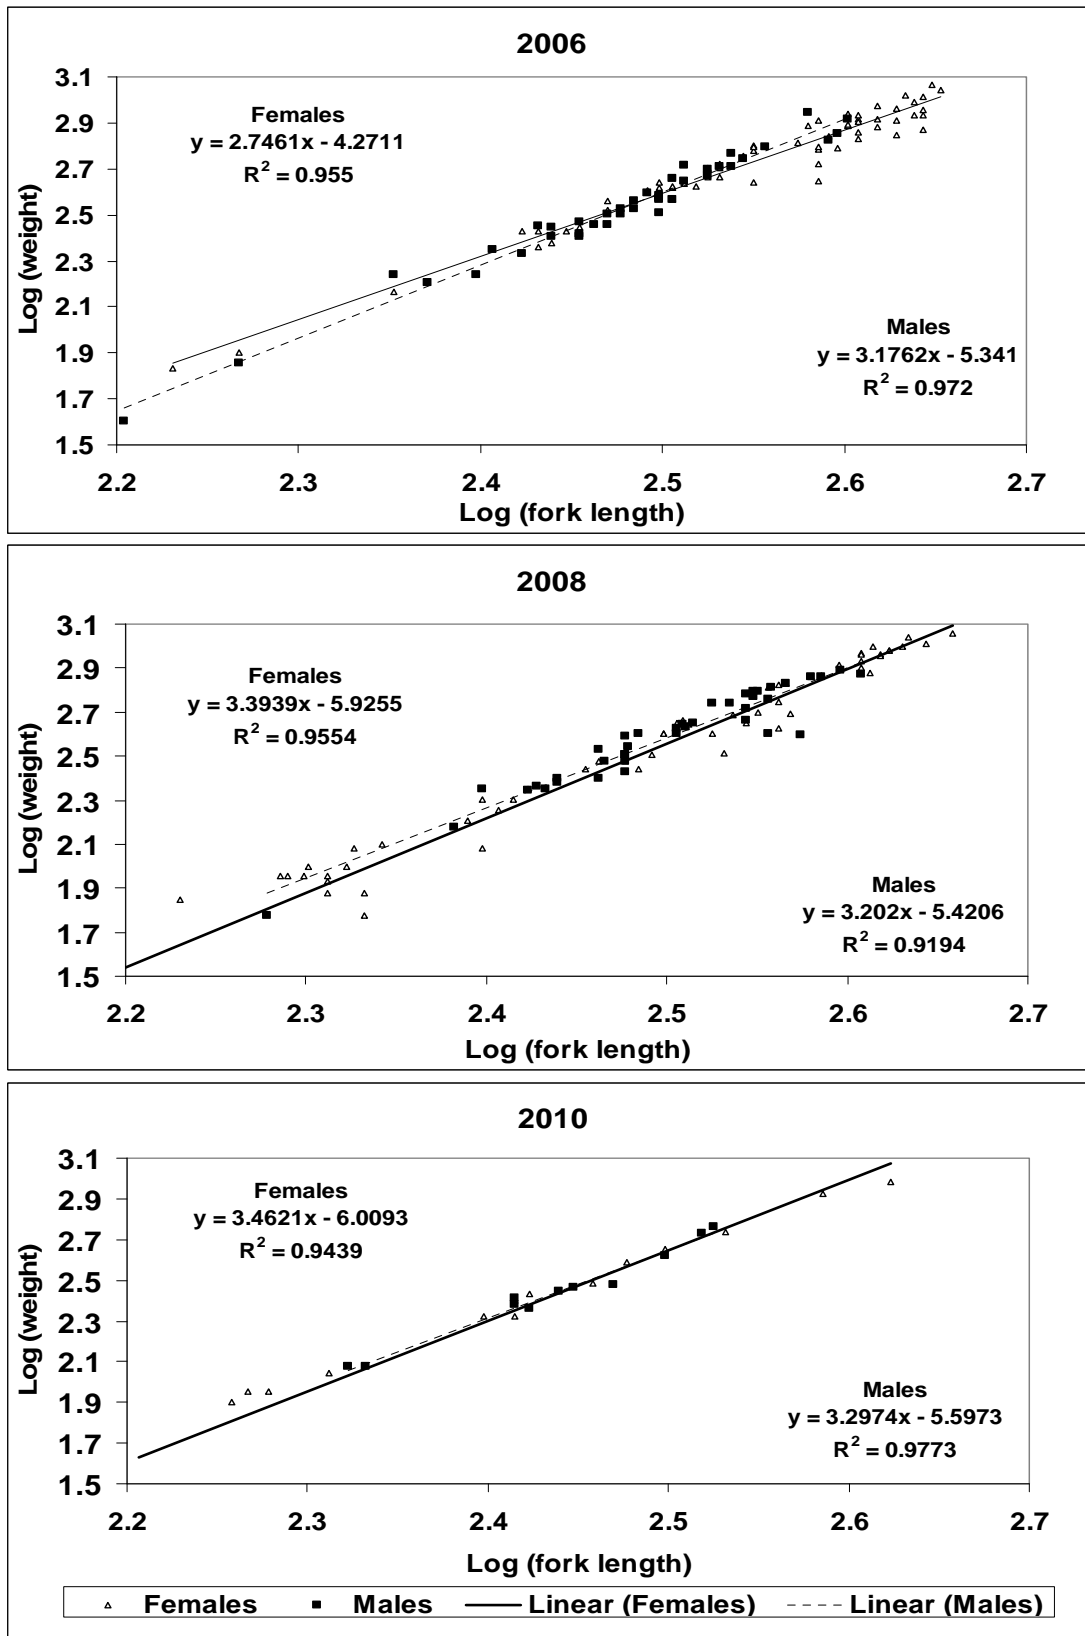 2006
3.1
2.9
2.7
2.5
2.3
2.1
1.9
1.7
1.5
Log (weight)
Females
y = 2.7461x - 4.2711
R² = 0.955
Males
y = 3.1762x - 5.341
R² = 0.972
2.2 2.3 2.4 2.5 2.6 2.7
Log (fork length)
2008
3.1
2.9
2.7
2.5
2.3
2.1
1.9
1.7
1.5
Log (weight)
Females
y = 3.3939x - 5.9255
R² = 0.9554
Males
y = 3.202x - 5.4206
R² = 0.9194
2.2 2.3 2.4 2.5 2.6 2.7
Log (fork length)
2010
3.1
2.9
2.7
2.5
2.3
2.1
1.9
1.7
1.5
Log (weight)
Females
y = 3.4621x - 6.0093
R² = 0.9439
Males
y = 3.2974x - 5.5973
R² = 0.9773
2.2 2.3 2.4 2.5 2.6 2.7
Log (fork length)
Females Males Linear (Females) Linear (Males)